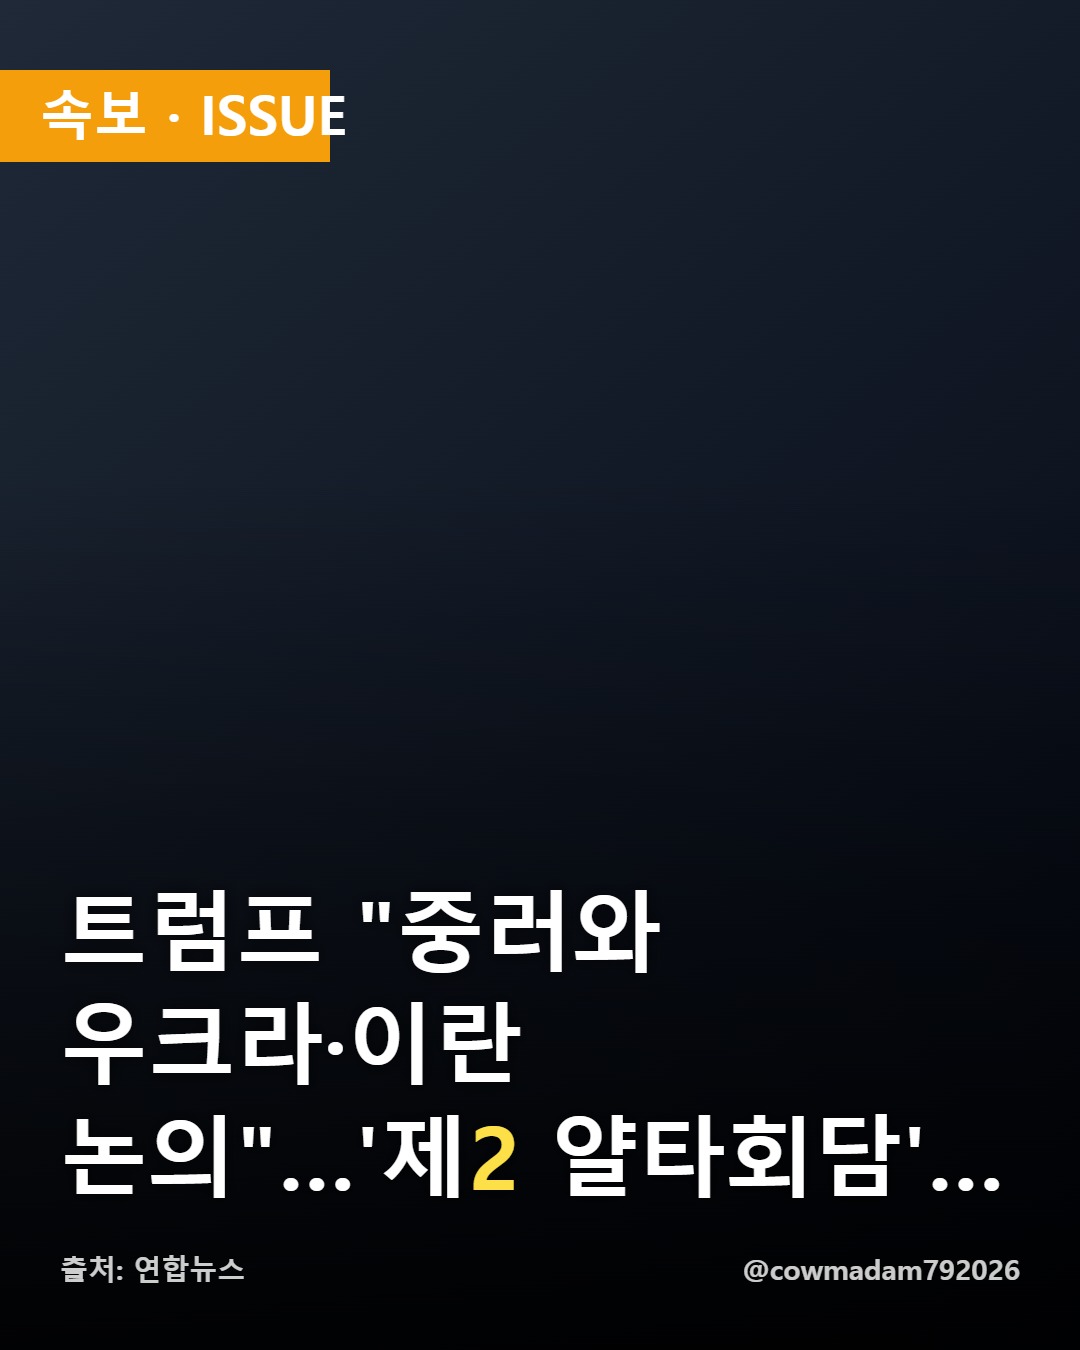 속보 · ISSUE
트럼프 "중러와
우크라·이란
논의"...'제2 얄타회담'...
출처: 연합뉴스
@cowmadam792026